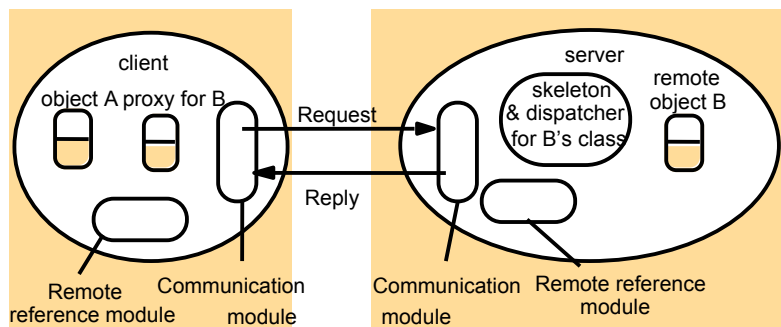 client
object A proxy for B
Request
Reply
Remote
reference module
Communication
module
server
skeleton
& dispatcher
for B's class
remote
object B
Communication
module
Remote reference
module